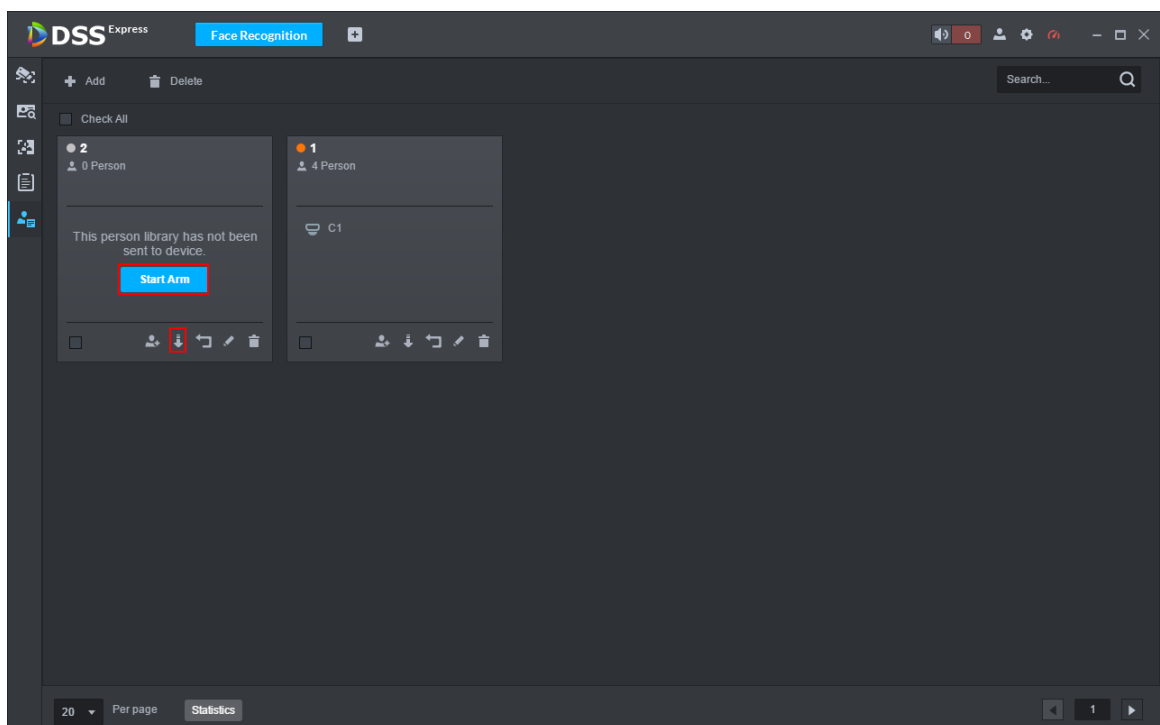 DSS Express
Face Recognition
0
Add
Delete
Search...
Check All
2
0 Person
This person library has not been
sent to device.
Start Arm
1
4 Person
C1
20
Per page
Statistics
1